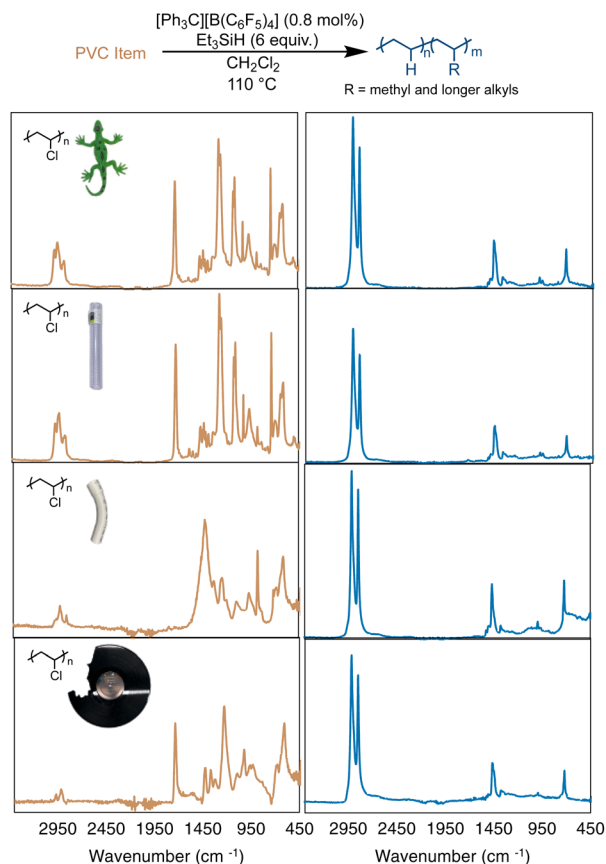 [Ph3C][B(C6F5)4] (0.8 mol%)
PVC Item
Et3SiH (6 equiv.)
CH2Cl2
110 °C
n
m
H
R
R = methyl and longer alkyls
n
Cl
n
Cl
n
Cl
n
Cl
2950 2450 1950 1450 950 450
2950 2450 1950 1450 950 450
Wavenumber (cm -1)
Wavenumber (cm -1)